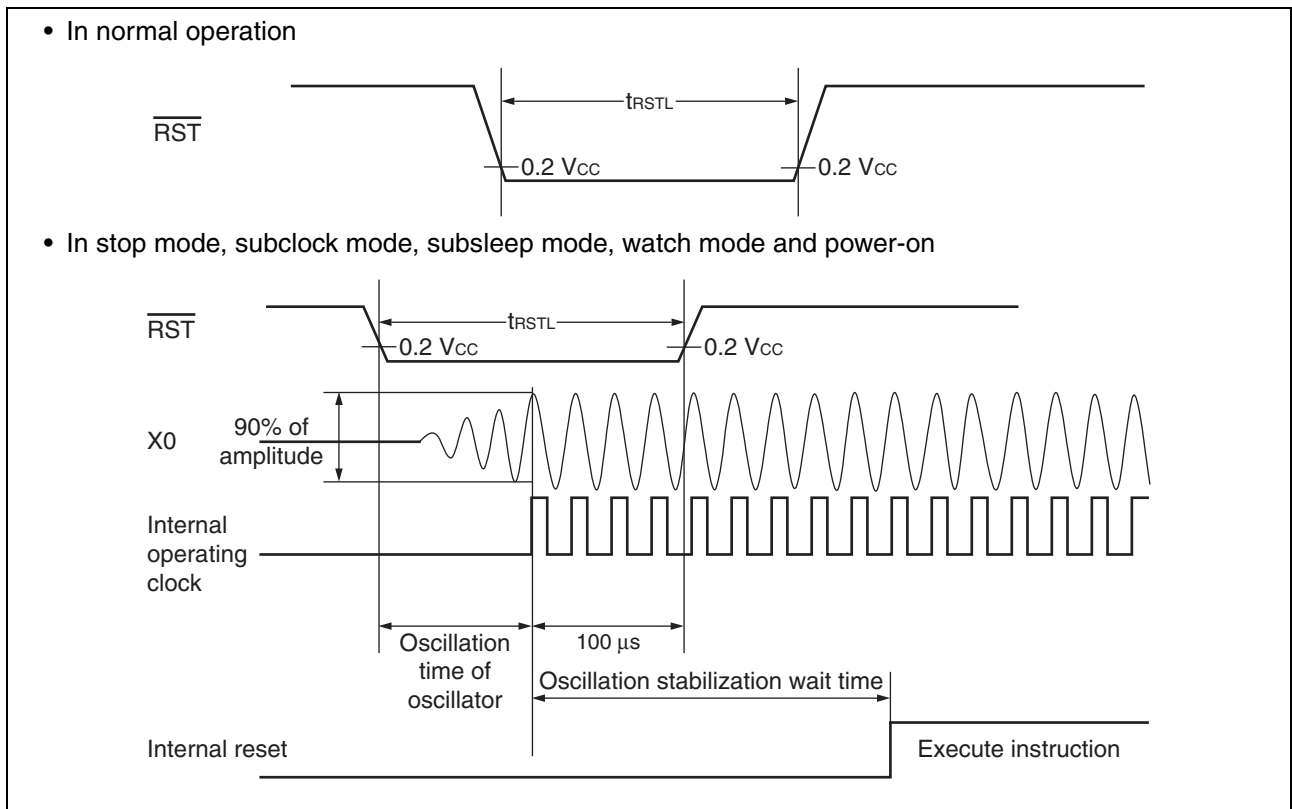 • In normal operation
tRSTL
RST
0.2 VCC
0.2 VCC
• In stop mode, subclock mode, subsleep mode, watch mode and power-on
RST
tRSTL
0.2 VCC
0.2 VCC
X0
90% of
amplitude
Internal
operating
clock
Oscillation
time of
oscillator
100 μs
Oscillation stabilization wait time
Internal reset
Execute instruction